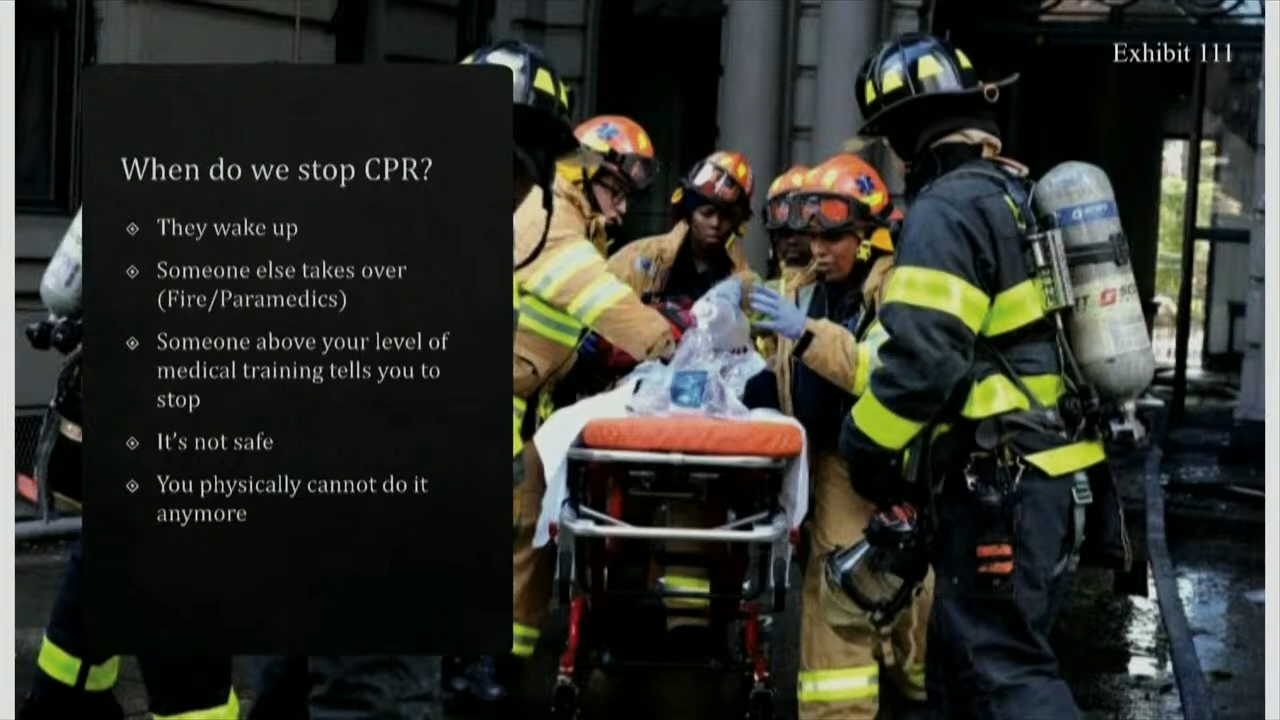 Exhibit 111
When do we stop CPR?
They wake up
Someone else takes over
(Fire/Paramedics)
Someone above your level of
medical training tells you to
stop
It's not safe
You physically cannot do it
anymore